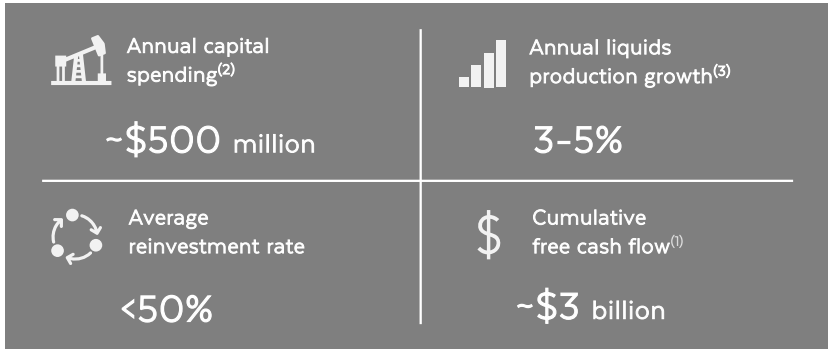 Annual capital
spending(2)
~$500 million
Annual liquids
production growth(3)
3-5%
Average
reinvestment rate
<50%
Cumulative
free cash flow(1)
~$3 billion